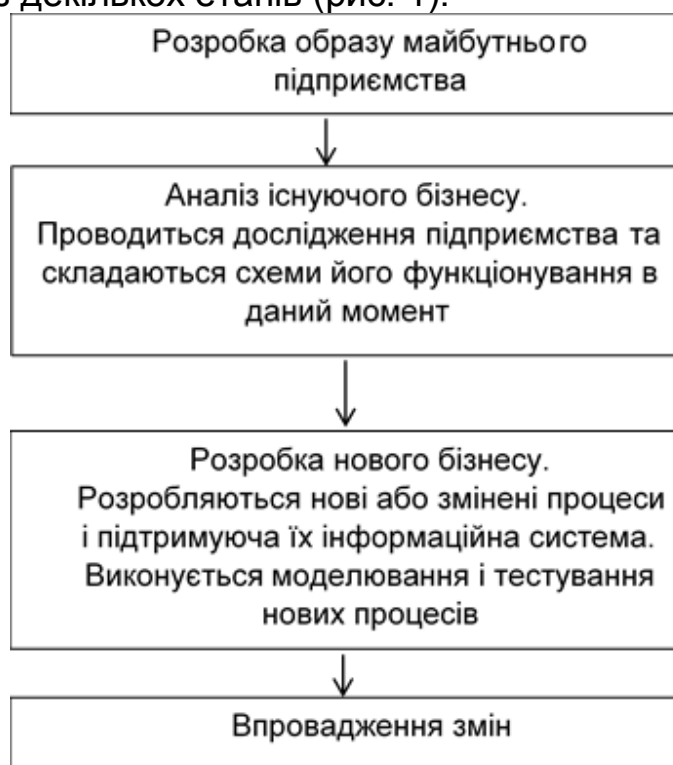 декількох етапів (рис. 1).
Розробка образу майбутнього
підприємства
Аналіз існуючого бізнесу.
Проводиться дослідження підприємства та
складаються схеми його функціонування в
даний момент
Розробка нового бізнесу.
Розробляються нові або змінені процеси
і підтримуюча їх інформаційна система.
Виконується моделювання і тестування
нових процесів
Впровадження змін